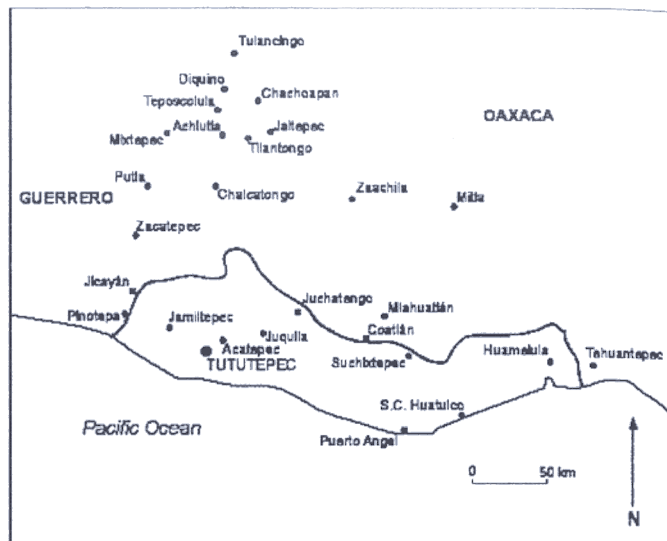 Tulancingo
Diquino
Chachoapan
Teposcolula
OAXACA
Mixtepec
Achiutla
Jaltepec
Tilantongo
Putla
GUERRERO
Chalcatongo
Zaachila
Mitla
Zacatepec
Jicayán
Juchatengo
Miahuatlán
Pinotepa
Jamiltepec
Juquila
Coatlán
Acatepec
TUTUTEPEC
Suchixtepec
Huamelula
Tehuantepec
S.C. Huatulco
Pacific Ocean
Puerto Angel
0 50 km
N